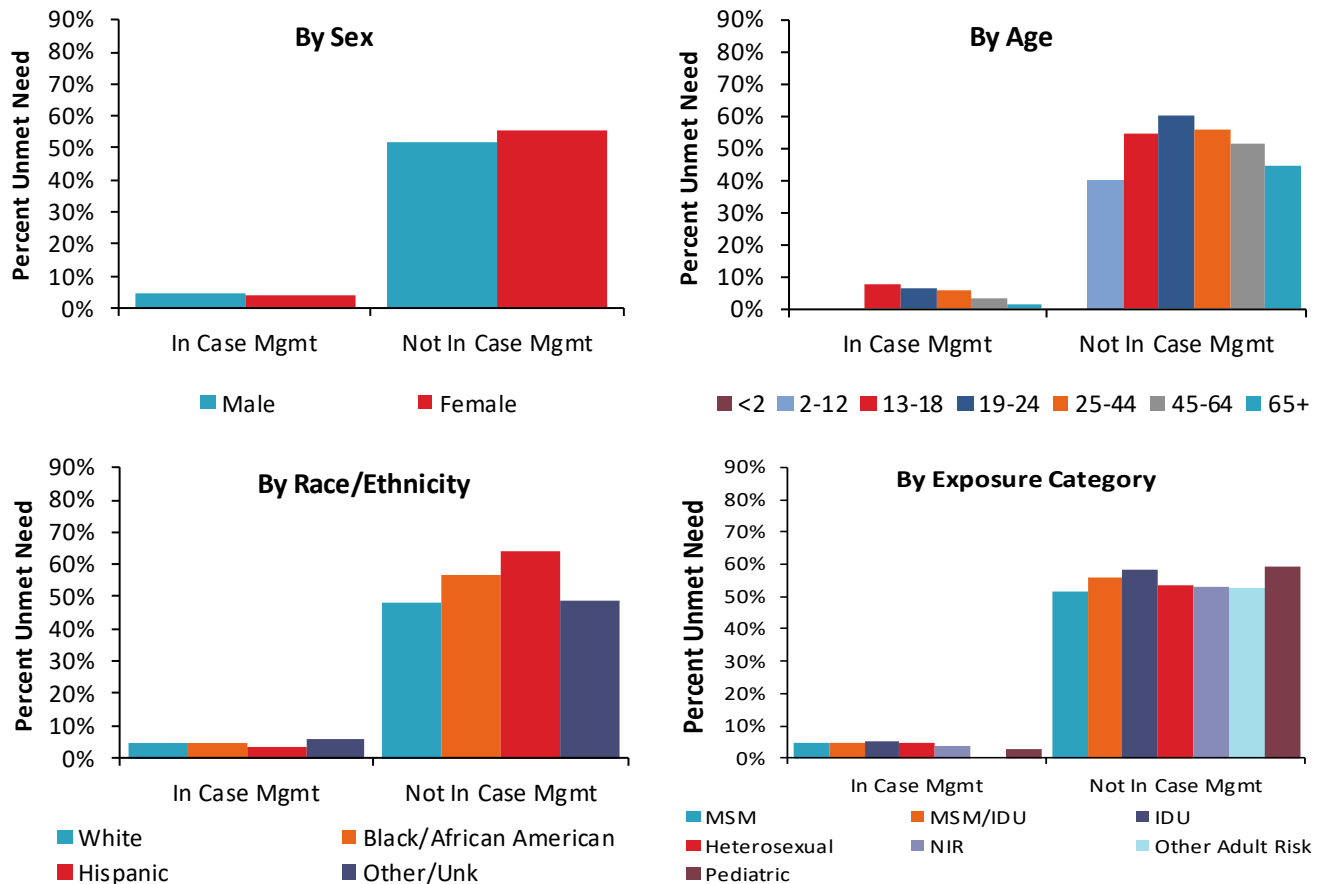 By Sex
Percent Unmet Need
90%
80%
70%
60%
50%
40%
30%
20%
10%
0%
In Case Mgmt Not In Case Mgmt
Male Female
By Age
Percent Unmet Need
90%
80%
70%
60%
50%
40%
30%
20%
10%
0%
In Case Mgmt Not In Case Mgmt
<2 2-12 13-18 19-24 25-44 45-64 65+
By Race/Ethnicity
Percent Unmet Need
90%
80%
70%
60%
50%
40%
30%
20%
10%
0%
In Case Mgmt Not In Case Mgmt
White Black/African American
Hispanic Other/Unk
By Exposure Category
Percent Unmet Need
90%
80%
70%
60%
50%
40%
30%
20%
10%
0%
In Case Mgmt Not In Case Mgmt
MSM MSM/IDU IDU
Heterosexual NIR Other Adult Risk
Pediatric